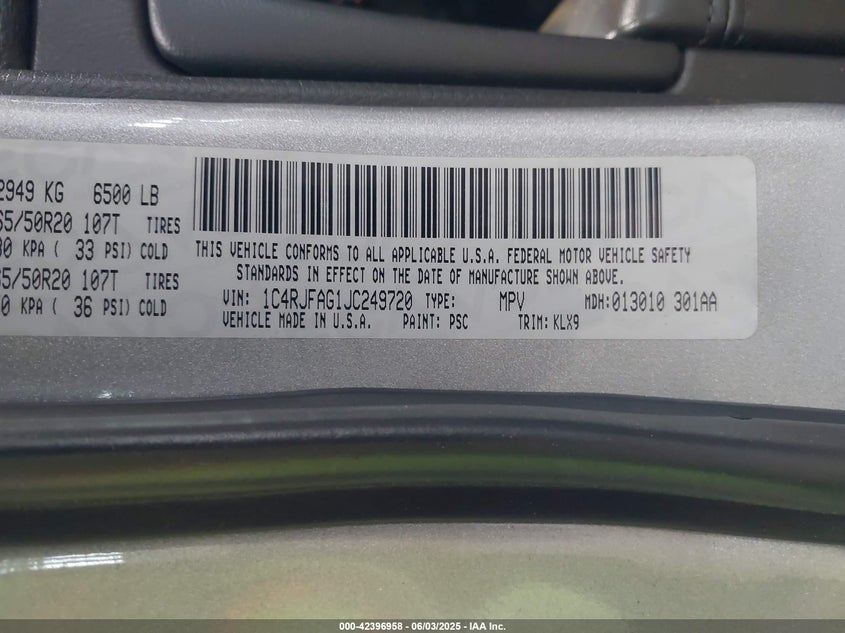 2949 KG 6500 LB
5/50R20 107T TIRES
0 KPA ( 33 PSI) COLD
5/50R20 107T TIRES
0 KPA ( 36 PSI) COLD
THIS VEHICLE CONFORMS TO ALL APPLICABLE U.S.A. FEDERAL MOTOR VEHICLE SAFETY
STANDARDS IN EFFECT ON THE DATE OF MANUFACTURE SHOWN ABOVE.
VIN: 1C4RJFAG1JC249720 TYPE: MPV MDH:013010 301AA
VEHICLE MADE IN U.S.A. PAINT: PSC TRIM: KLX9
000-42396958 - 06/03/2025 - IAA Inc.